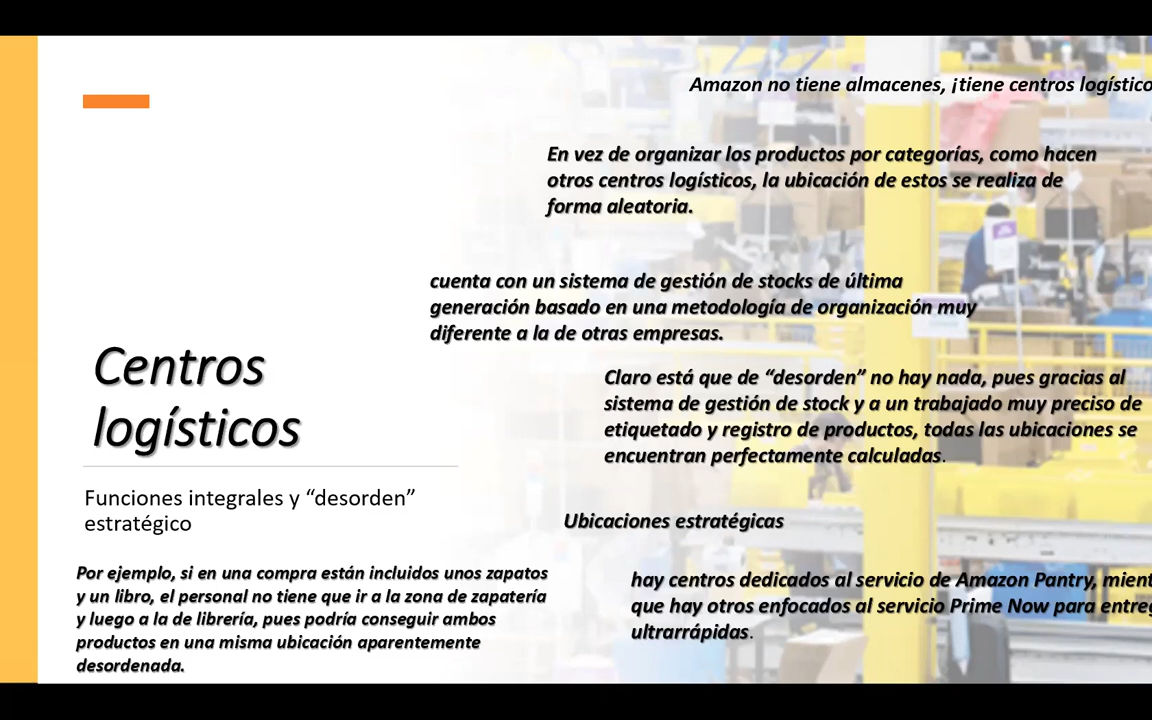 Amazon no tiene almacenes, ¡tiene centros logístico
En vez de organizar los productos por categorías, como hacen
otros centros logísticos, la ubicación de estos se realiza de
forma aleatoria.
cuenta con un sistema de gestión de stocks de última
generación basado en una metodología de organización muy
diferente a la de otras empresas.
Centros
logísticos
Claro está que de “desorden” no hay nada, pues gracias al
sistema de gestión de stock y a un trabajado muy preciso de
etiquetado y registro de productos, todas las ubicaciones se
encuentran perfectamente calculadas.
Funciones integrales y “desorden”
estratégico
Ubicaciones estratégicas
Por ejemplo, si en una compra están incluidos unos zapatos
y un libro, el personal no tiene que ir a la zona de zapatería
y luego a la de librería, pues podría conseguir ambos
productos en una misma ubicación aparentemente
desordenada.
hay centros dedicados al servicio de Amazon Pantry, mient
que hay otros enfocados al servicio Prime Now para entreg
ultrarrápidas.